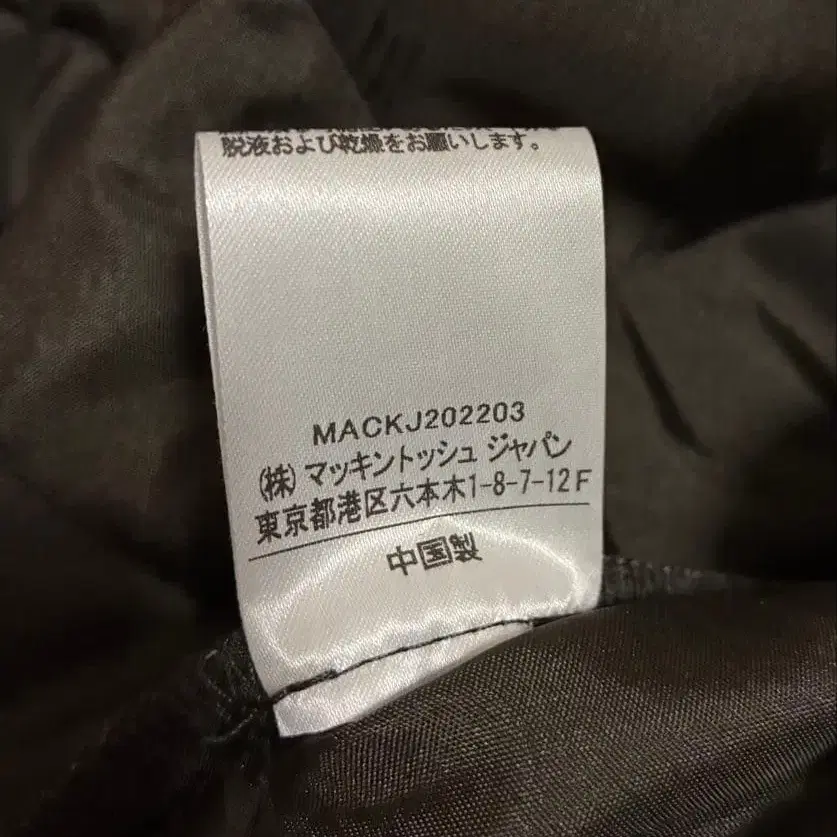 脱液および乾燥をお願いします。
MACKJ202203
(株) マッキントッシュ ジャパン
東京都港区六本木1-8-7-12F
中国製